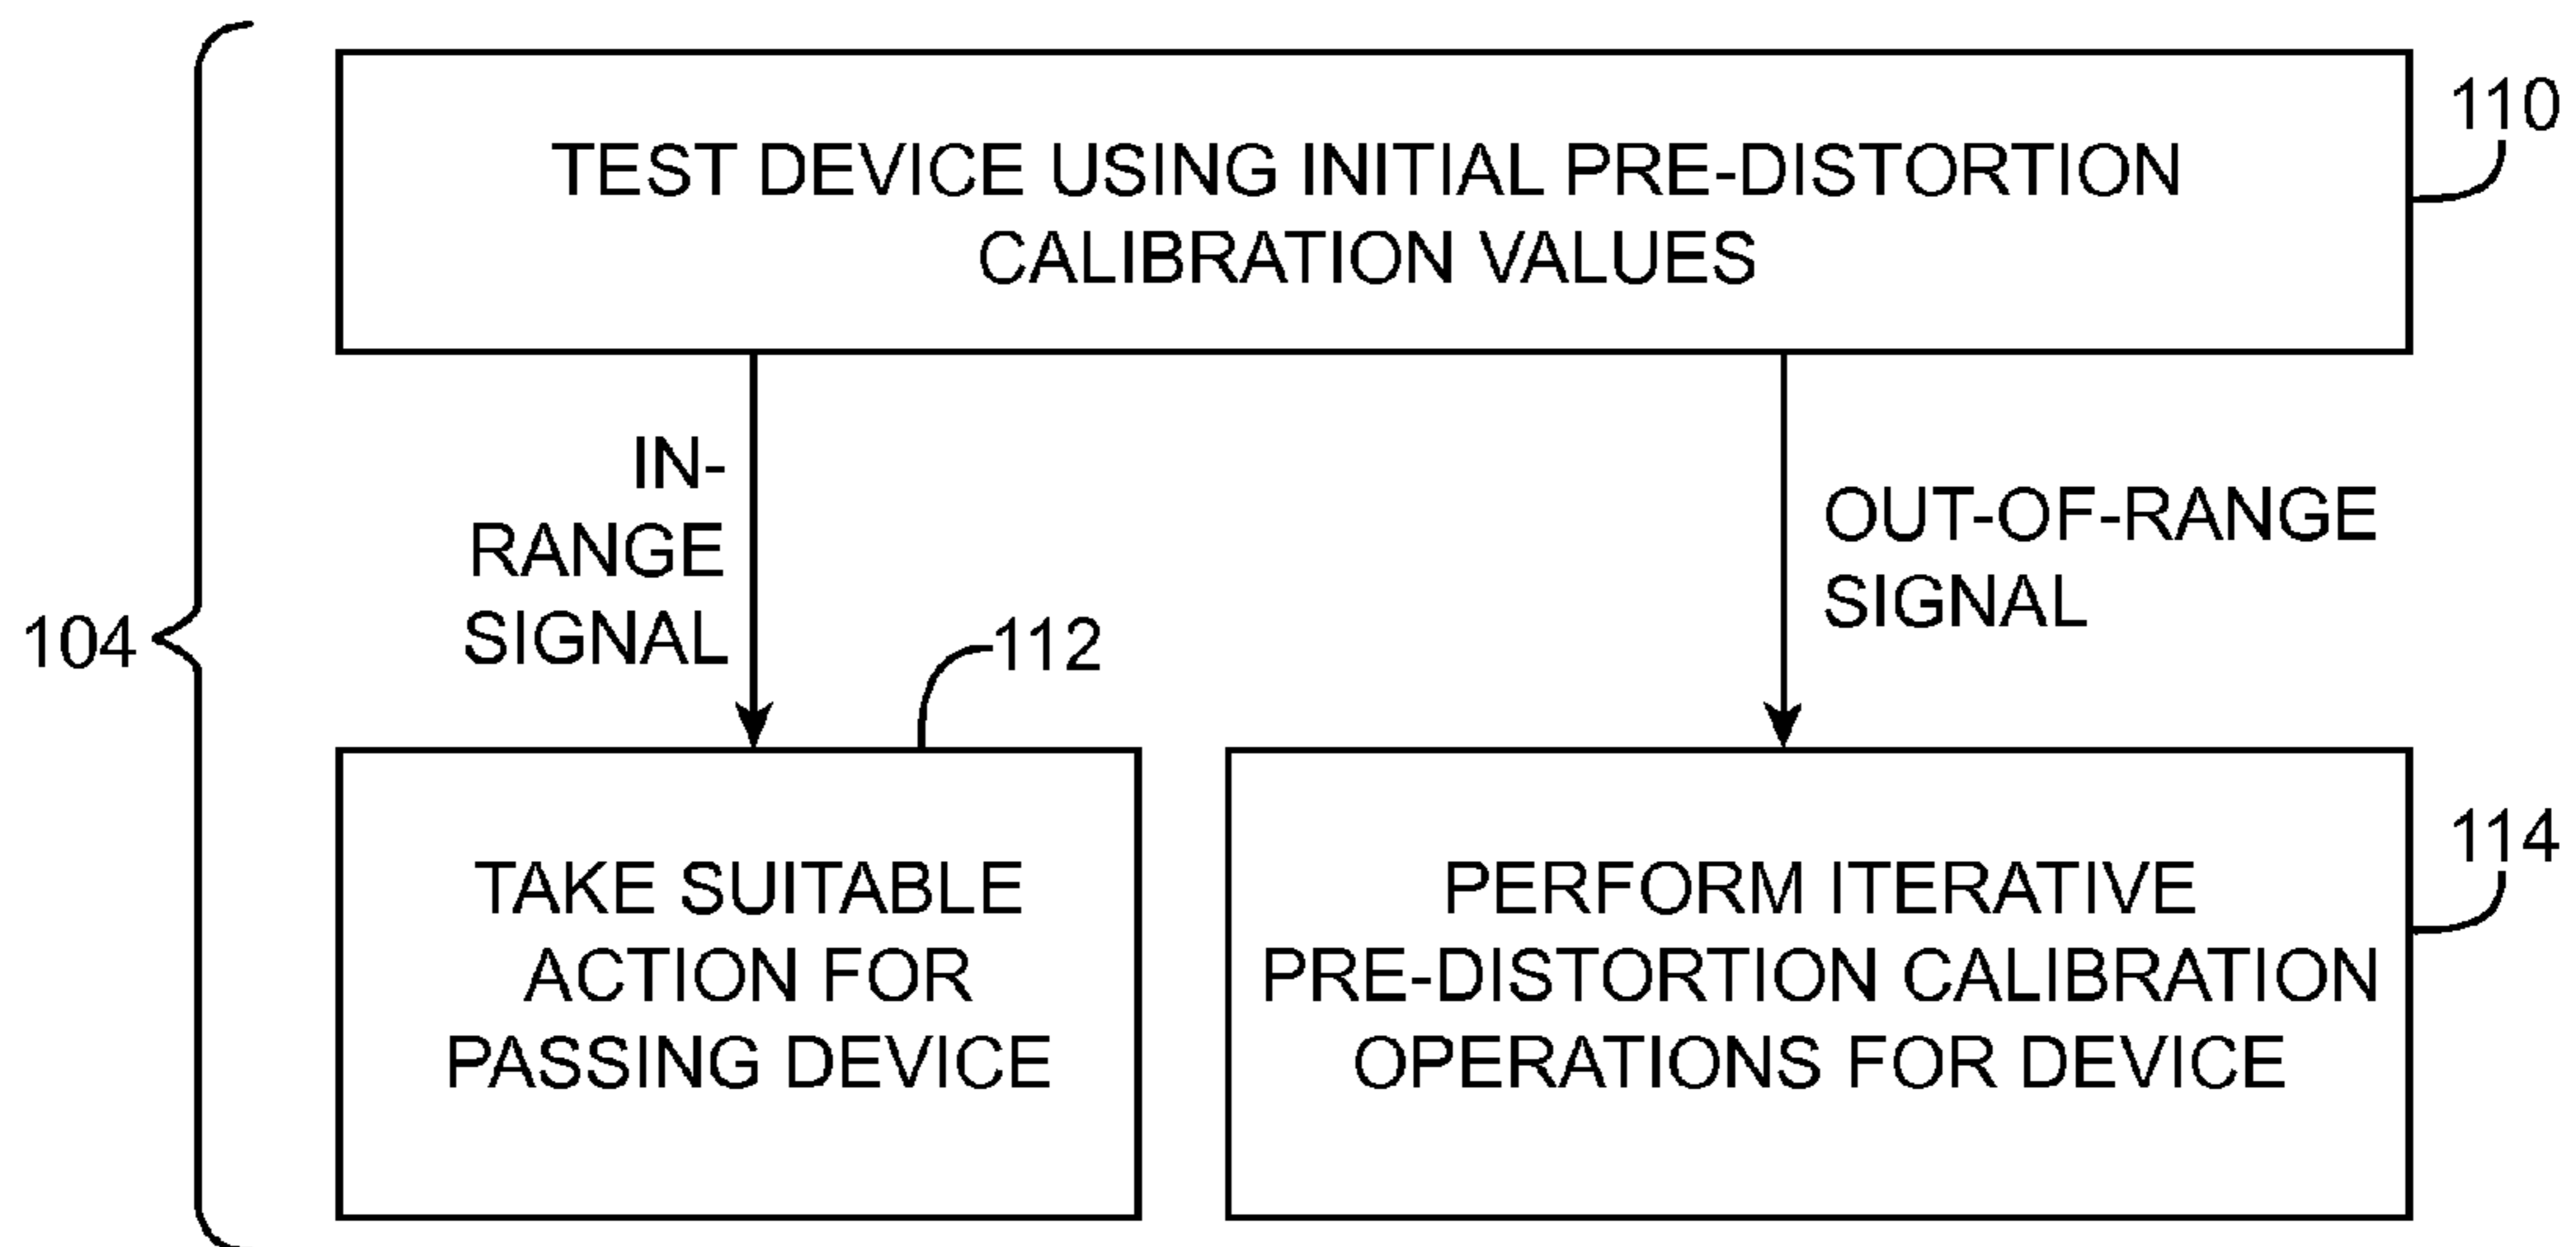 110
TEST DEVICE USING INITIAL PRE-DISTORTION
CALIBRATION VALUES
IN-
RANGE
SIGNAL
OUT-OF-RANGE
SIGNAL
104
112
TAKE SUITABLE
ACTION FOR
PASSING DEVICE
114
PERFORM ITERATIVE
PRE-DISTORTION CALIBRATION
OPERATIONS FOR DEVICE